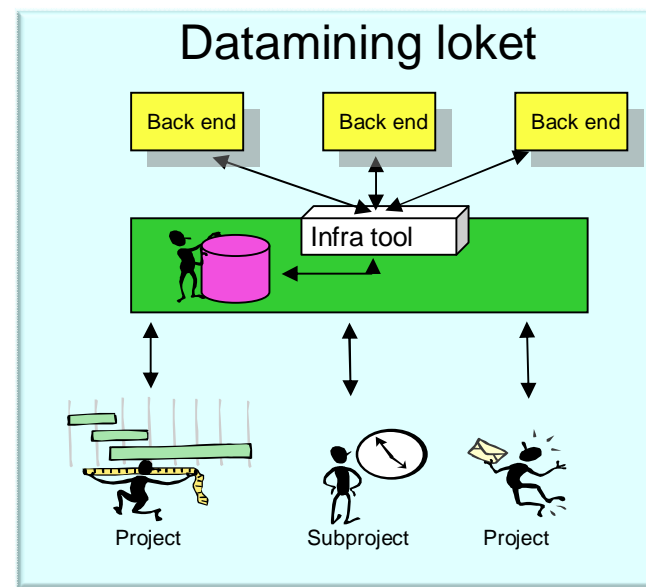 Datamining loket
Back end
Back end
Back end
Infra tool
Project
Subproject
Project